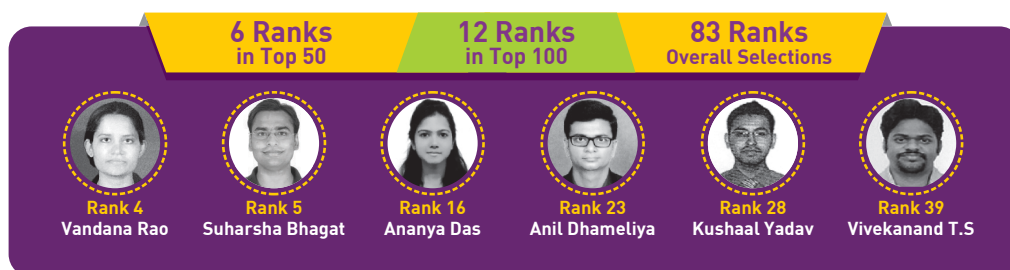 6 Ranks
in Top 50
12 Ranks
in Top 100
83 Ranks
Overall Selections
Rank 4
Vandana Rao
Rank 5
Suharsha Bhagat
Rank 16
Ananya Das
Rank 23
Anil Dhameliya
Rank 28
Kushaal Yadav
Rank 39
Vivekanand T.S